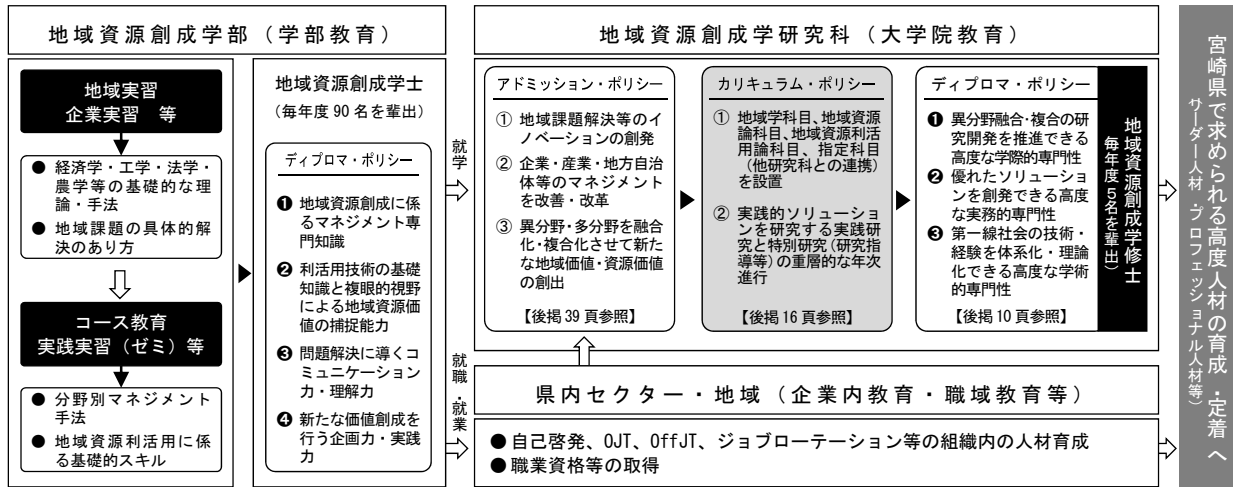 地域資源創成学部（学部教育）
地域実習
企業実習　等
● 経済学・工学・法学・
農学等の基礎的な理
論・手法
● 地域課題の具体的解
決のあり方
コース教育
実践実習（ゼミ）等
● 分野別マネジメント
手法
● 地域資源利活用に係
る基礎的スキル
地域資源創成学士
（毎年度 90 名を輩出）
ディプロマ・ポリシー
❶ 地域資源創成に係
るマネジメント専
門知識
❷ 利活用技術の基礎
知識と複眼的視野
による地域資源価
値の捕捉能力
❸ 問題解決に導くコ
ミュニケーション
力・理解力
❹ 新たな価値創成を
行う企画力・実践
力
就学
就職・就業
地域資源創成学研究科（大学院教育）
アドミッション・ポリシー
① 地域課題解決等のイ
ノベーションの創発
② 企業・産業・地方自治
体等のマネジメント
を改善・改革
③ 異分野・多分野を融合
化・複合化させて新た
な地域価値・資源価値
の創出
【後掲 39 頁参照】
カリキュラム・ポリシー
① 地域学科目、地域資源
論科目、地域資源利活
用論科目、指定科目
（他研究科との連携）
を設置
② 実践的ソリューショ
ンを研究する実践研
究と特別研究（研究指
導等）の重層的な年次
進行
【後掲 16 頁参照】
ディプロマ・ポリシー
❶ 異分野融合・複合の研
究開発を推進できる
高度な学際的専門性
❷ 優れたソリューショ
ンを創発できる高度
な実務的専門性
❸ 第一線社会の技術・
経験を体系化・理論
化できる高度な学術
的専門性
【後掲 10 頁参照】
地域資源創成学修士
（毎年度 5 名を輩出）
県内セクター・地域（企業内教育・職域教育等）
● 自己啓発、OJT、OffJT、ジョブローテーション等の組織内の人材育成
● 職業資格等の取得
宮崎県で求められる高度人材の育成・定着へ
（リーダー人材・プロフェッショナル人材等）